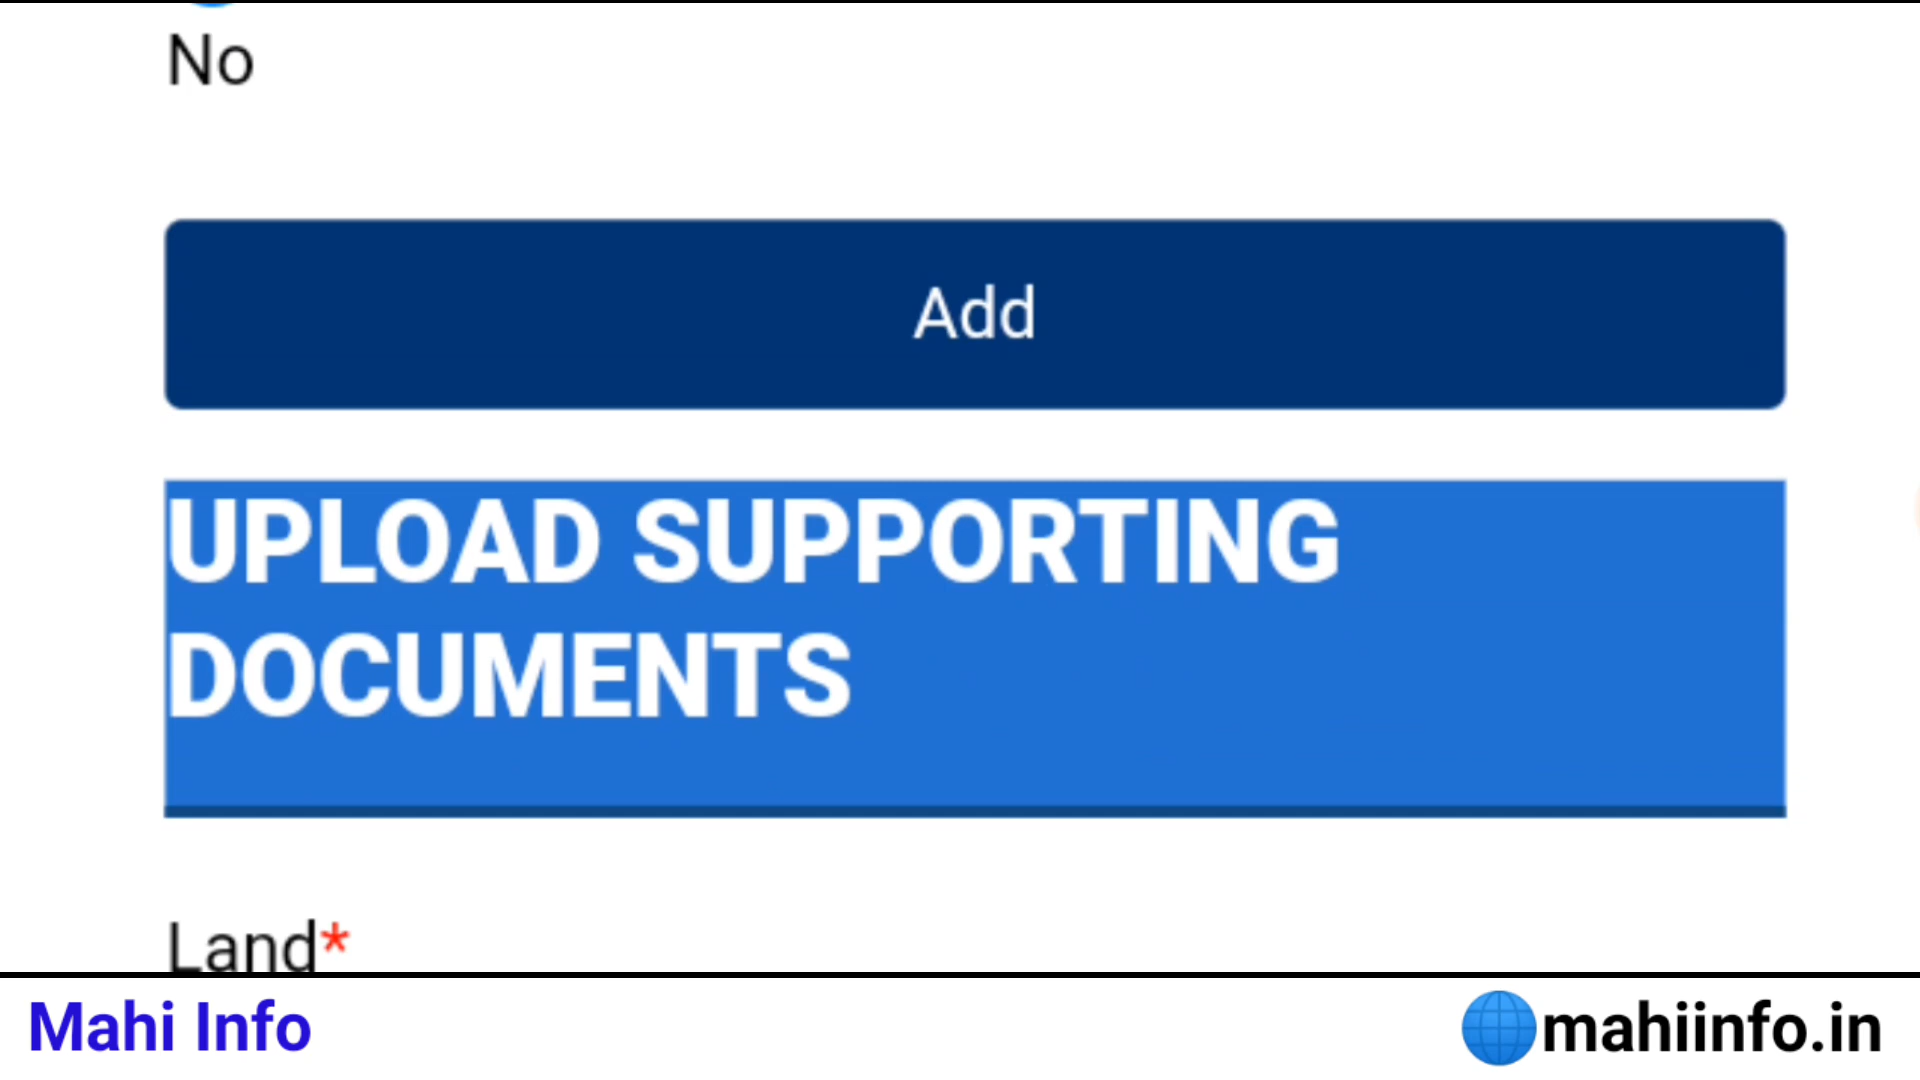 No
Add
UPLOAD SUPPORTING
DOCUMENTS
Land*
Mahi Info
mahiinfo.in